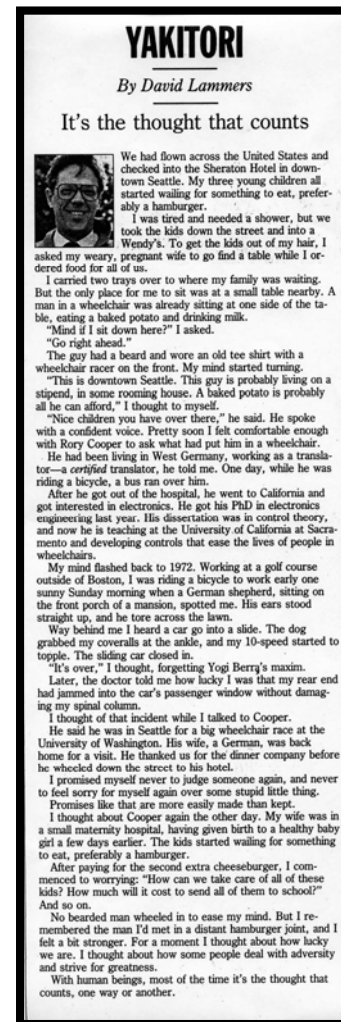 YAKITORI
By David Lammers
It's the thought that counts
We had flown across the United States and
checked into the Sheraton Hotel in down-
town Seattle. My three young children all
started wailing for something to eat, prefer-
ably a hamburger.
I was tired and needed a shower, but we
took the kids down the street and into a
Wendy's. To get the kids out of my hair, I
asked my weary, pregnant wife to go find a table while I or-
dered food for all of us.
I carried two trays over to where my family was waiting.
But the only place for me to sit was at a small table nearby. A
man in a wheelchair was already sitting at one side of the ta-
ble, eating a baked potato and drinking milk.
"Mind if I sit down here?" I asked.
"Go right ahead."
The guy had a beard and wore an old tee shirt with a
wheelchair racer on the front. My mind started turning.
"This is downtown Seattle. This guy is probably living on a
stipend, in some rooming house. A baked potato is probably
all he can afford," I thought to myself.
"Nice children you have over there," he said. He spoke
with a confident voice. Pretty soon I felt comfortable enough
with Rory Cooper to ask what had put him in a wheelchair.
He had been living in West Germany, working as a transla-
tor—a certified translator, he told me. One day, while he was
riding a bicycle, a bus ran over him.
After he got out of the hospital, he went to California and
got interested in electronics. He got his PhD in electronics
engineering last year. His dissertation was in control theory,
and now he is teaching at the University of California at Sacra-
mento and developing controls that ease the lives of people in
wheelchairs.
My mind flashed back to 1972. Working at a golf course
outside of Boston, I was riding a bicycle to work early one
sunny Sunday morning when a German shepherd, sitting on
the front porch of a mansion, spotted me. His ears stood
straight up, and he tore across the lawn.
Way behind me I heard a car go into a slide. The dog
grabbed my coveralls at the ankle, and my 10-speed started to
topple. The sliding car closed in.
"It's over," I thought, forgetting Yogi Berra's maxim.
Later, the doctor told me how lucky I was that my rear end
had jammed into the car's passenger window without damag-
ing my spinal column.
I thought of that incident while I talked to Cooper.
He said he was in Seattle for a big wheelchair race at the
University of Washington. His wife, a German, was back
home for a visit. He thanked us for the dinner company before
he wheeled down the street to his hotel.
I promised myself never to judge someone again, and never
to feel sorry for myself again over some stupid little thing.
Promises like that are more easily made than kept.
I thought about Cooper again the other day. My wife was in
a small maternity hospital, having given birth to a healthy baby
girl a few days earlier. The kids started wailing for something
to eat, preferably a hamburger.
After paying for the second extra cheeseburger, I com-
menced to worrying: "How can we take care of all of these
kids? How much will it cost to send all of them to school?"
And so on.
No bearded man wheeled in to ease my mind. But I re-
membered the man I'd met in a distant hamburger joint, and I
felt a bit stronger. For a moment I thought about how lucky
we are. I thought about how some people deal with adversity
and strive for greatness.
With human beings, most of the time it's the thought that
counts, one way or another.